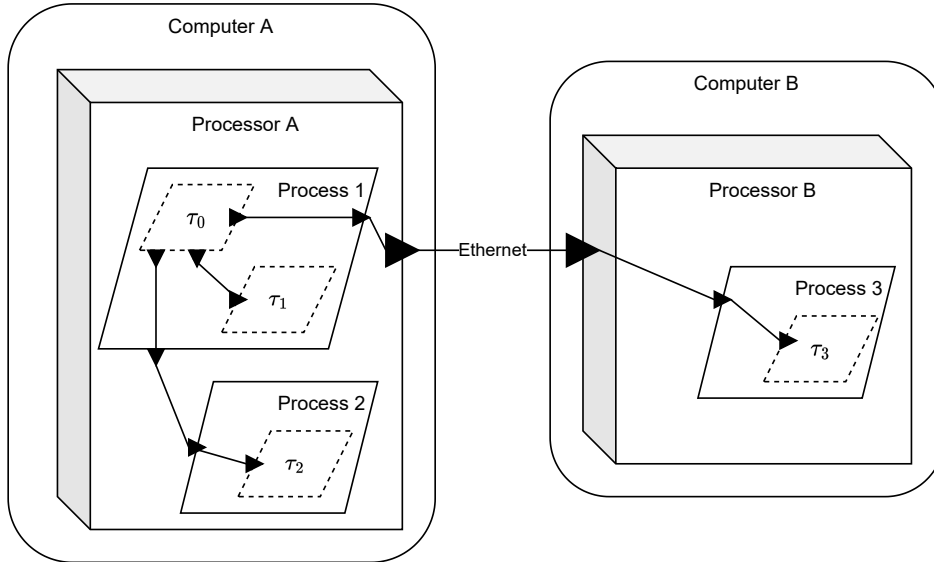 Computer A
Processor A
Process 1
τ0
τ1
Process 2
τ2
Ethernet
Computer B
Processor B
Process 3
τ3